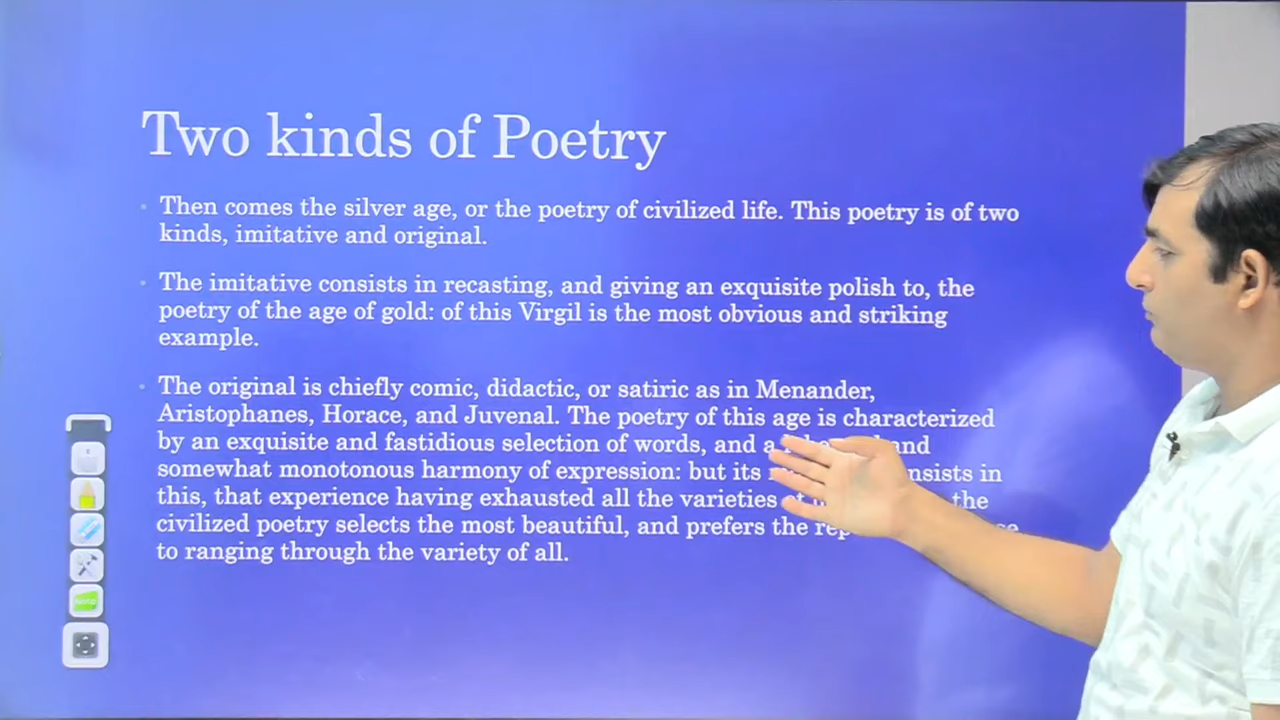 Two kinds of Poetry
Then comes the silver age, or the poetry of civilized life. This poetry is of two
kinds, imitative and original.
The imitative consists in recasting, and giving an exquisite polish to, the
poetry of the age of gold: of this Virgil is the most obvious and striking
example.
The original is chiefly comic, didactic, or satiric as in Menander,
Aristophanes, Horace, and Juvenal. The poetry of this age is characterized
by an exquisite and fastidious selection of words, and a and
somewhat monotonous harmony of expression: but its in
this, that experience having exhausted all the varieties the
civilized poetry selects the most beautiful, and prefers the
to ranging through the variety of all.